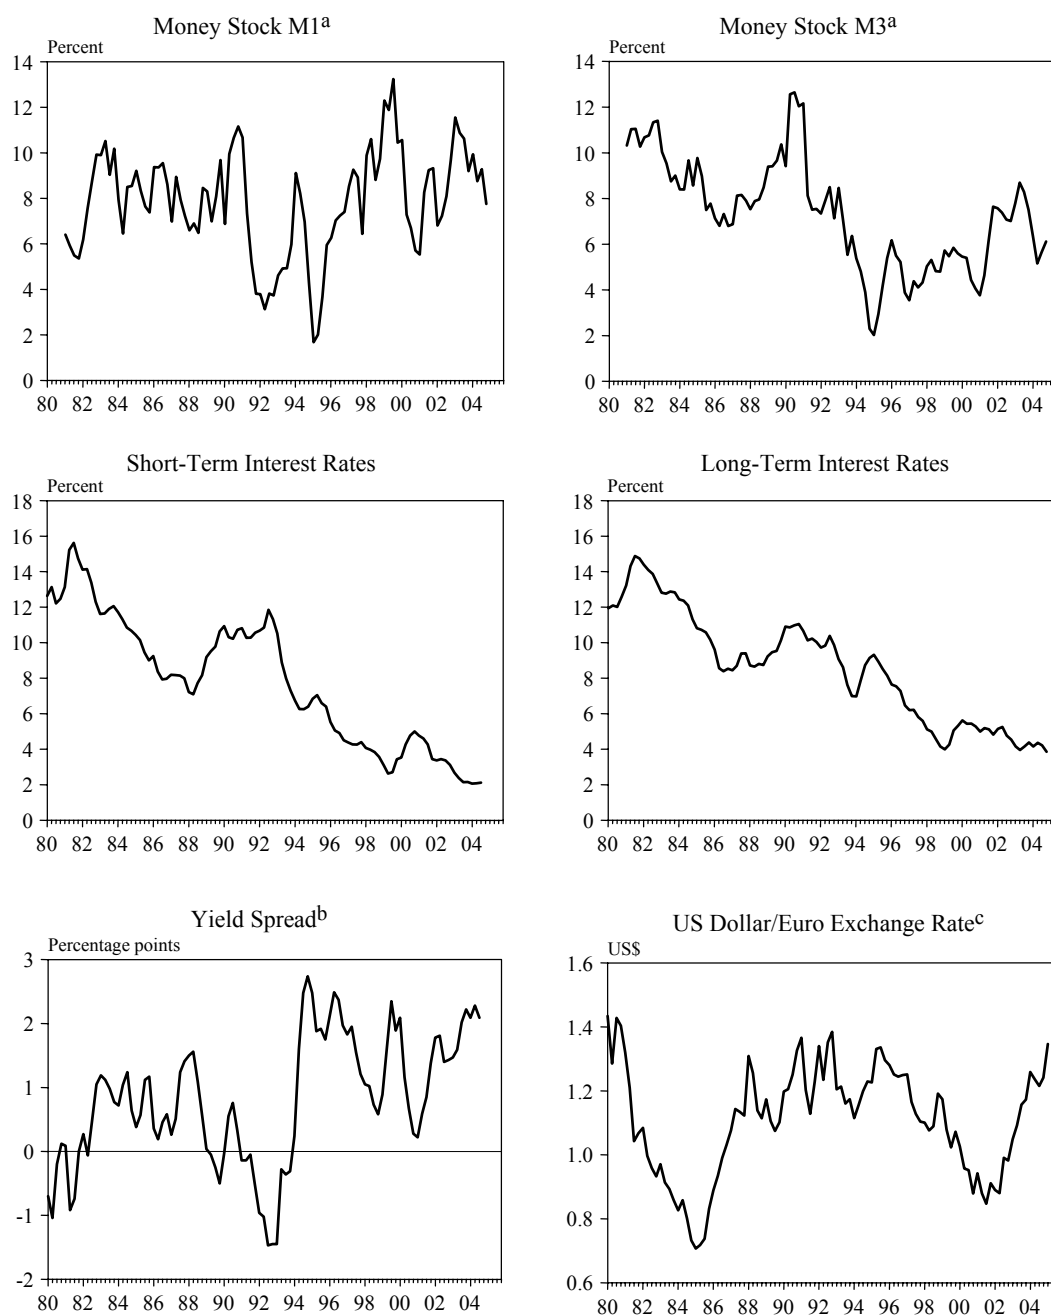 Money Stock M1a
Percent
14
12
10
8
6
4
2
0
80 82 84 86 88 90 92 94 96 98 00 02 04
Money Stock M3a
Percent
14
12
10
8
6
4
2
0
80 82 84 86 88 90 92 94 96 98 00 02 04
Short-Term Interest Rates
Percent
18
16
14
12
10
8
6
4
2
0
80 82 84 86 88 90 92 94 96 98 00 02 04
Long-Term Interest Rates
Percent
18
16
14
12
10
8
6
4
2
0
80 82 84 86 88 90 92 94 96 98 00 02 04
Yield Spreadb
Percentage points
3
2
1
0
-1
-2
80 82 84 86 88 90 92 94 96 98 00 02 04
US Dollar/Euro Exchange Ratec
US$
1.6
1.4
1.2
1.0
0.8
0.6
80 82 84 86 88 90 92 94 96 98 00 02 04